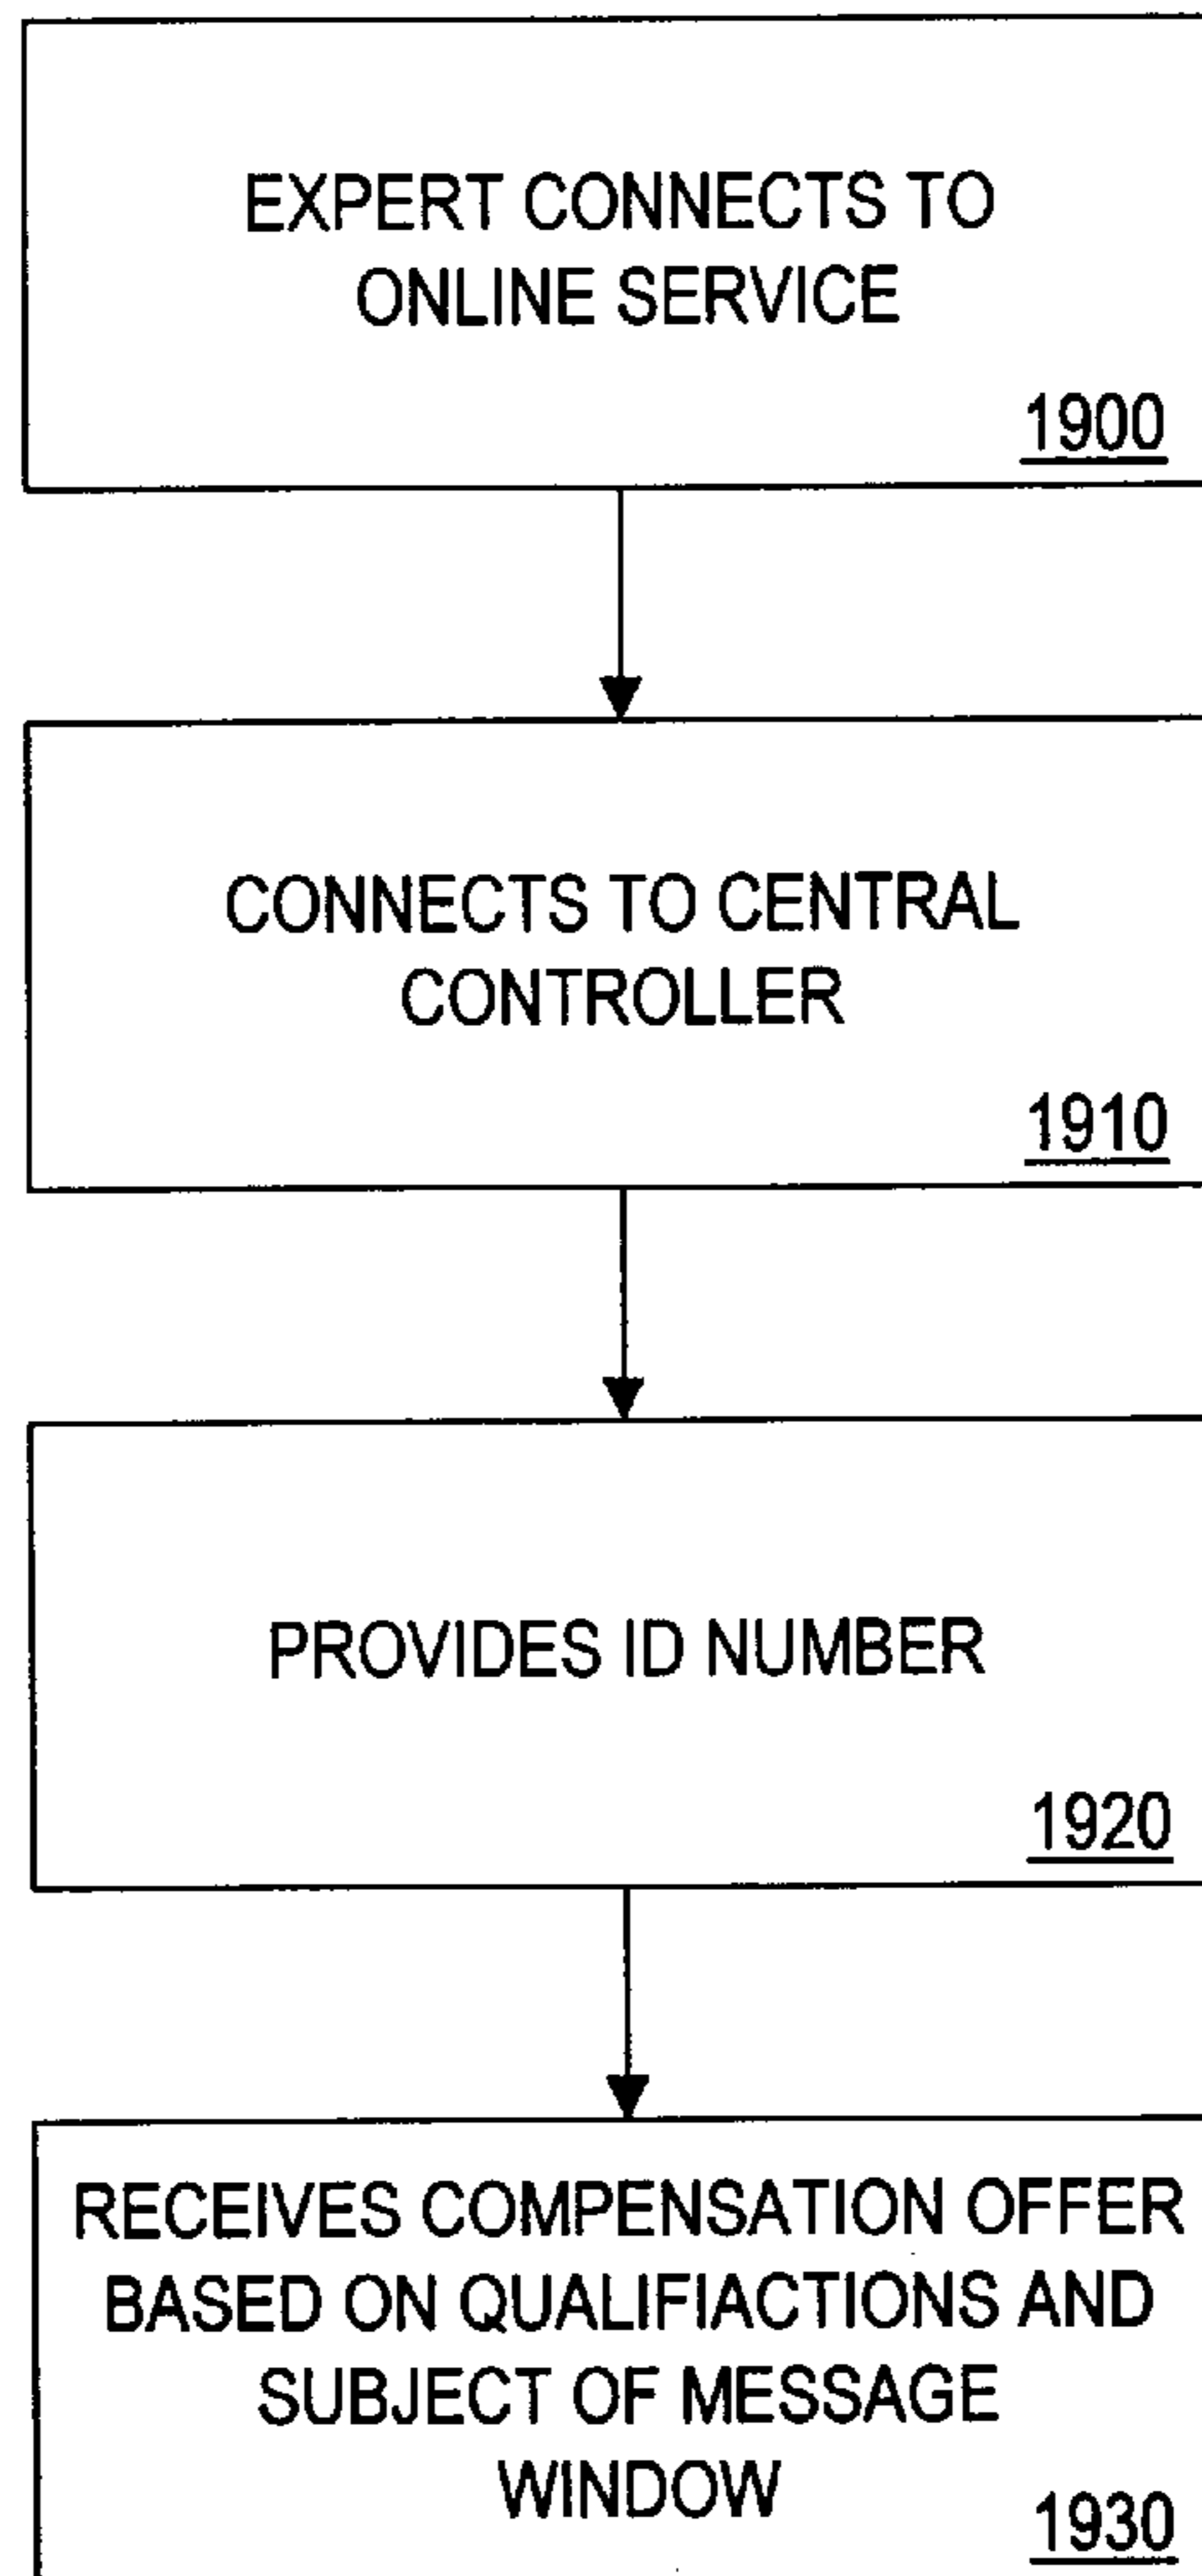 EXPERT CONNECTS TO
ONLINE SERVICE
1900
CONNECTS TO CENTRAL
CONTROLLER
1910
PROVIDES ID NUMBER
1920
RECEIVES COMPENSATION OFFER
BASED ON QUALIFIACTIONS AND
SUBJECT OF MESSAGE
WINDOW
1930